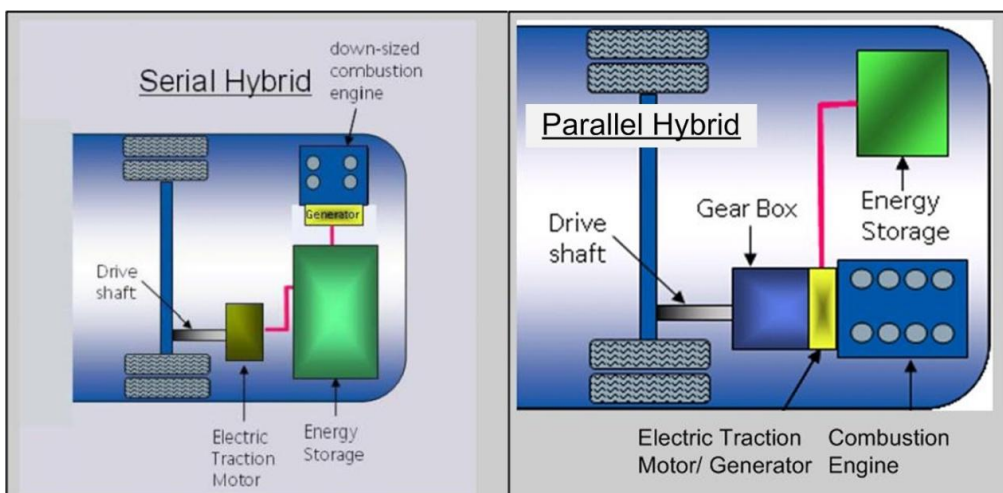 Serial Hybrid
down-sized
combustion
engine
Generator
Drive
shaft
Electric
Traction
Motor
Energy
Storage
Parallel Hybrid
Gear Box
Drive
shaft
Energy
Storage
Electric Traction
Motor/ Generator
Combustion
Engine